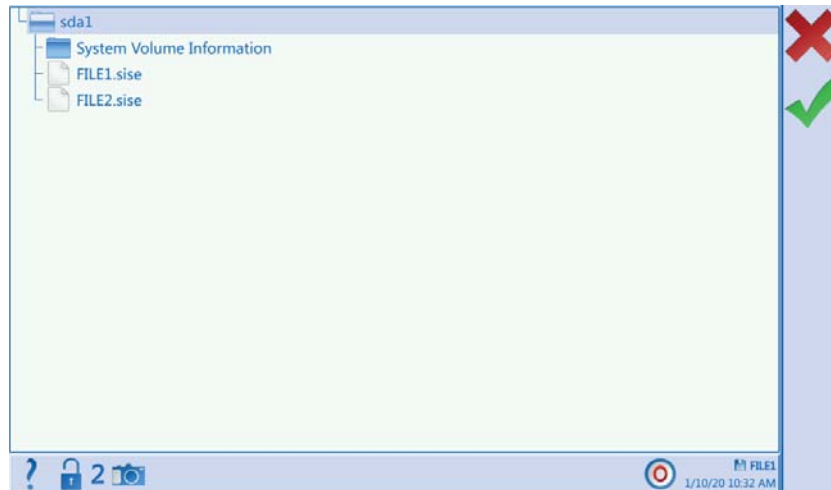 sda1
System Volume Information
FILE1.sise
FILE2.sise
? 2
FILE1
1/10/20 10:32 AM